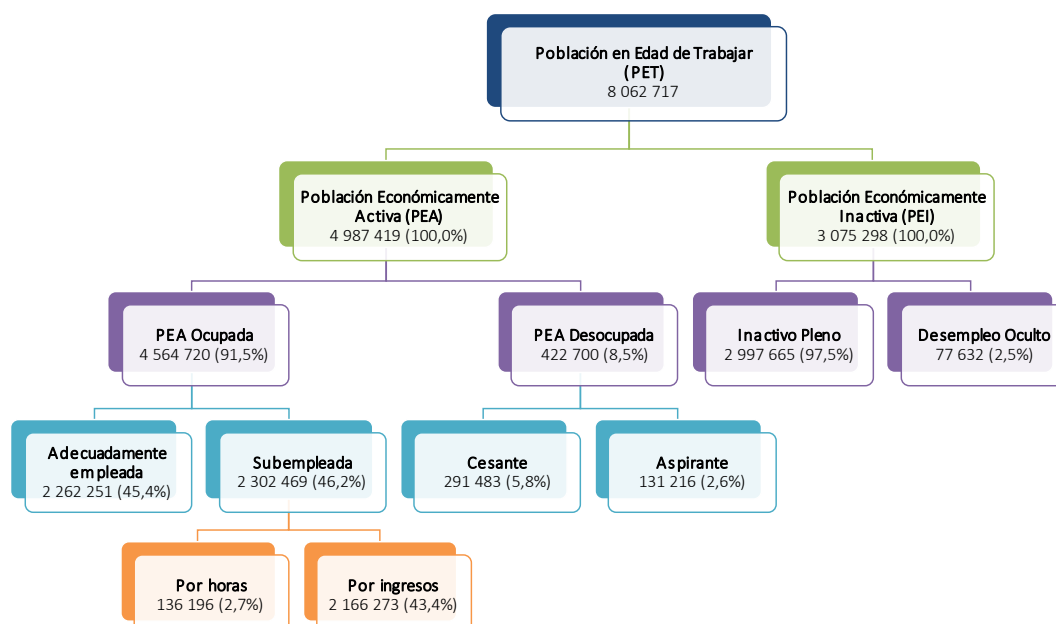 Población en Edad de Trabajar
(PET)
8 062 717
Población Económicamente
Activa (PEA)
4 987 419 (100,0%)
Población Económicamente
Inactiva (PEI)
3 075 298 (100,0%)
PEA Ocupada
4 564 720 (91,5%)
PEA Desocupada
422 700 (8,5%)
Inactivo Pleno
2 997 665 (97,5%)
Desempleo Oculto
77 632 (2,5%)
Adecuadamente
empleada
2 262 251 (45,4%)
Subempleada
2 302 469 (46,2%)
Cesante
291 483 (5,8%)
Aspirante
131 216 (2,6%)
Por horas
136 196 (2,7%)
Por ingresos
2 166 273 (43,4%)